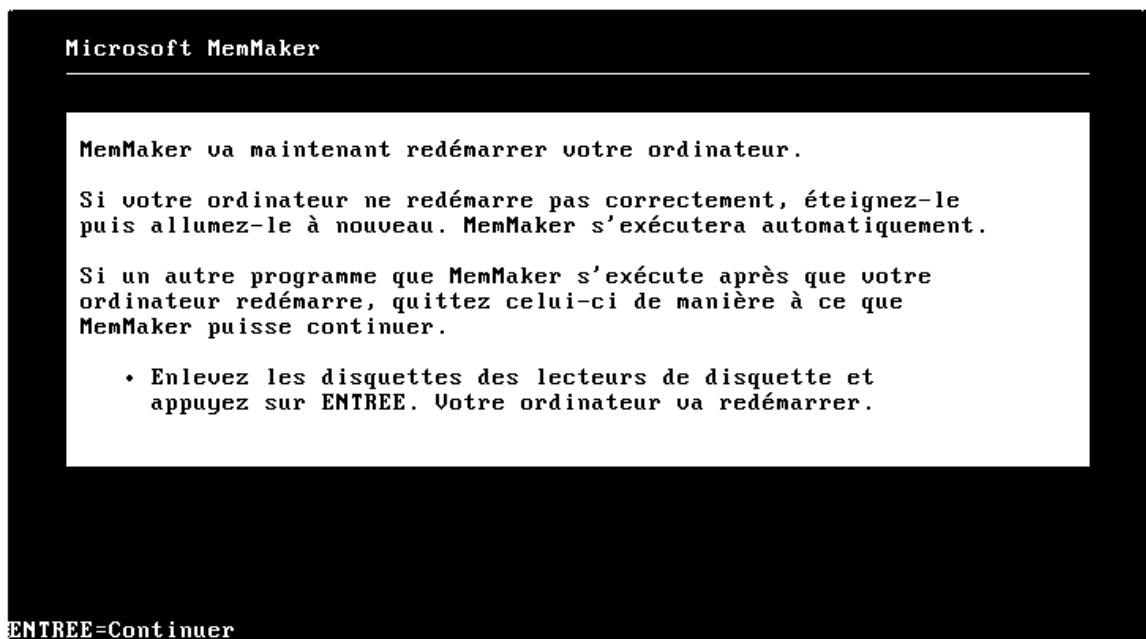 Microsoft MemMaker
MemMaker va maintenant redémarrer votre ordinateur.
Si votre ordinateur ne redémarre pas correctement, éteignez-le
puis allumez-le à nouveau. MemMaker s'exécutera automatiquement.
Si un autre programme que MemMaker s'exécute après que votre
ordinateur redémarre, quittez celui-ci de manière à ce que
MemMaker puisse continuer.
• Enlevez les disquettes des lecteurs de disquette et
appuyez sur ENTREE. Votre ordinateur va redémarrer.
ENTREE=Continuer